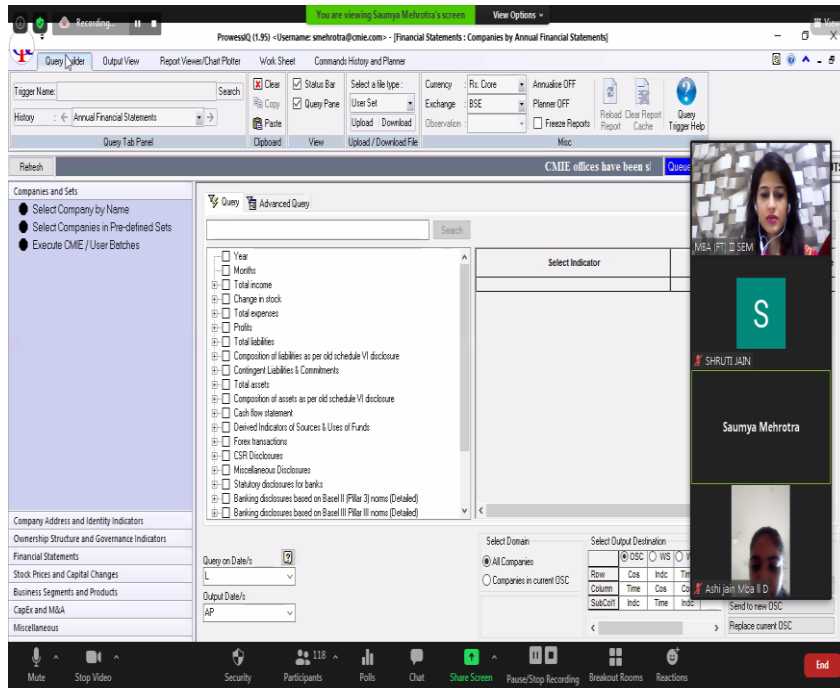 You are viewing Saumya Mehrotra's screen
View Options
Recording...
View
ProwessIQ (1.95) <Username: smehrotra@cmie.com> - [Financial Statements : Companies by Annual Financial Statements]
Query Builder
Output View
Report Viewer/Chart Plotter
Work Sheet
Commands History and Planner
Trigger Name:
Search
Clear
Status Bar
Select a file type :
Currency : Rs. Crore
Annualise OFF
Copy
Query Pane
User Set
Exchange : BSE
Planner OFF
History :
Annual Financial Statements
Paste
Upload
Download
Observation :
Freeze Reports
Reload Report
Clear Report Cache
Query Trigger Help
Query Tab Panel
Clipboard
View
Upload / Download File
Misc
Refresh
CMIE offices have been
Queue
Companies and Sets
Select Company by Name
Select Companies in Pre-defined Sets
Execute CMIE / User Batches
Query
Advanced Query
Search
Select Indicator
Year
Months
Total income
Change in stock
Total expenses
Profits
Total liabilities
Composition of liabilities as per old schedule VI disclosure
Contingent Liabilities & Commitments
Total assets
Composition of assets as per old schedule VI disclosure
Cash flow statement
Derived Indicators of Sources & Uses of Funds
Forex transactions
CSR Disclosures
Miscellaneous Disclosures
Statutory disclosures for banks
Banking disclosures based on Basel II (Pillar 3) norms (Detailed)
Banking disclosures based on Basel III Pillar III norms (Detailed)
Company Address and Identity Indicators
Ownership Structure and Governance Indicators
Financial Statements
Stock Prices and Capital Changes
Business Segments and Products
CapEx and M&A
Miscellaneous
Query on Date/s
L
Output Date/s
AP
Select Domain
All Companies
Companies in current OSC
Select Output Destination
OSC WS
Row Cos Indc
Column Time Cos
SubCol1 Indc Time Indc
Send to new OSC
Replace current OSC
MBA (FT) II SEM
S
SHRUTI JAIN
Saumya Mehrotra
Ashi jain Mba II D
Mute
Stop Video
Security
118
Participants
Polls
Chat
Share Screen
Pause/Stop Recording
Breakout Rooms
Reactions
End